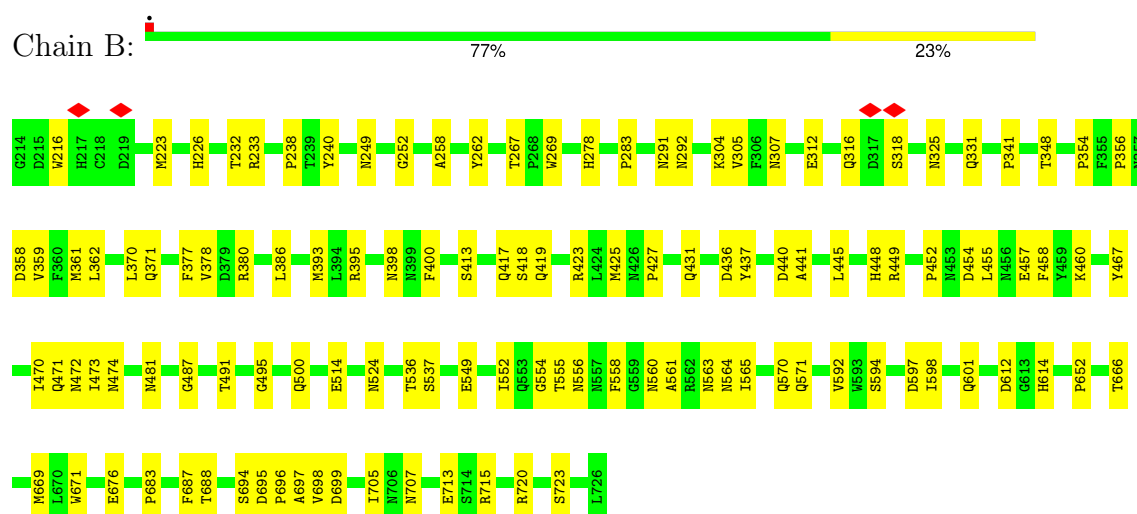 Chain B:
77% 23%
G214 D215 W216 H217 C218 D219 M223 H226 T232 R233 P238 T239 Y240 N249 G252 A258 Y262 T267 P268 W269 H278 P283 N291 N292 K304 V305 F306 N307 E312 Q316 D317 S318 N325 Q331 P341 T348 P354 F355 P356
D358 V359 F360 M361 L362 L370 Q371 F377 V378 D379 R380 L386 M393 L394 R395 N398 N399 F400 S413 Q417 S418 Q419 R423 L424 M425 N426 P427 Q431 D436 Y437 D440 A441 L445 H448 R449 P452 N453 D454 L455 N456 E457 F458 Y459 K460 Y467
I470 Q471 N472 I473 N474 N481 G487 T491 G495 Q500 E514 N524 T536 S537 E549 I552 Q553 G554 T555 N556 N557 F558 G559 N560 A561 R562 N563 N564 I565 Q570 Q571 V592 W593 S594 D597 I598 Q601 D612 G613 H614 P652 T666
M669 L670 W671 E676 P683 F687 T688 S694 D695 P696 A697 V698 D699 I705 N706 N707 E713 S714 R715 R720 S723 L726